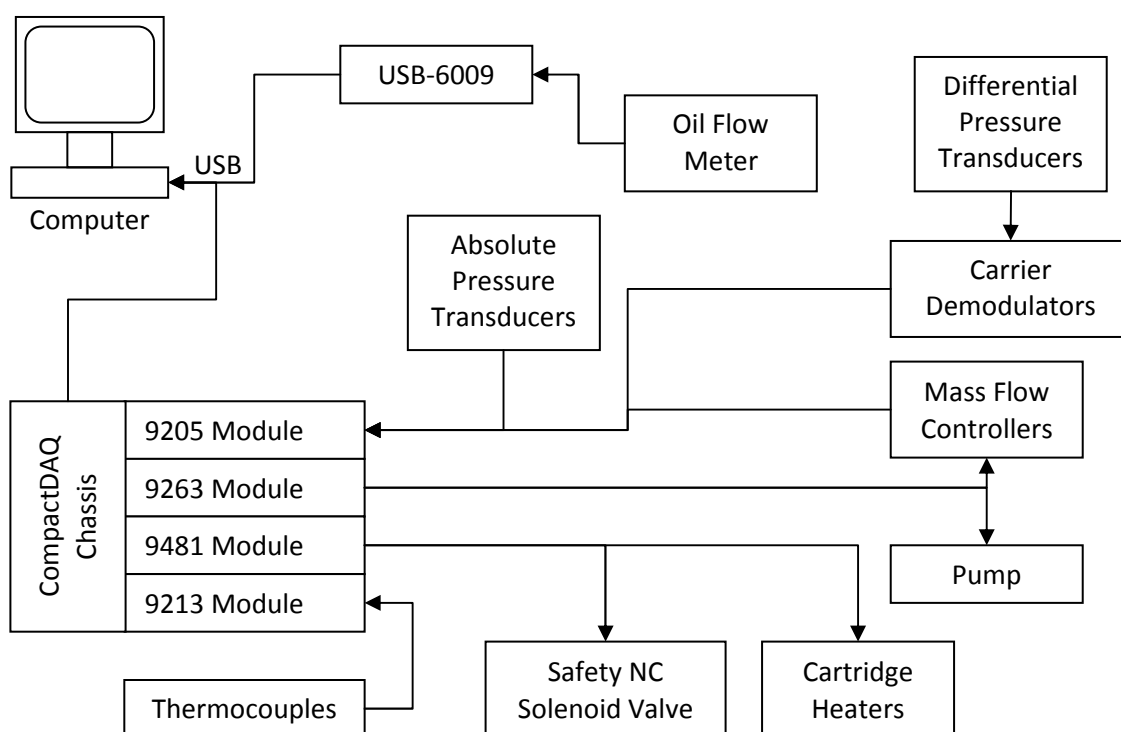 USB-6009
Differential
Pressure
Transducers
Oil Flow
Meter
USB
Computer
Absolute
Pressure
Transducers
Carrier
Demodulators
Mass Flow
Controllers
CompactDAQ
Chassis
9205 Module
9263 Module
9481 Module
9213 Module
Pump
Thermocouples
Safety NC
Solenoid Valve
Cartridge
Heaters